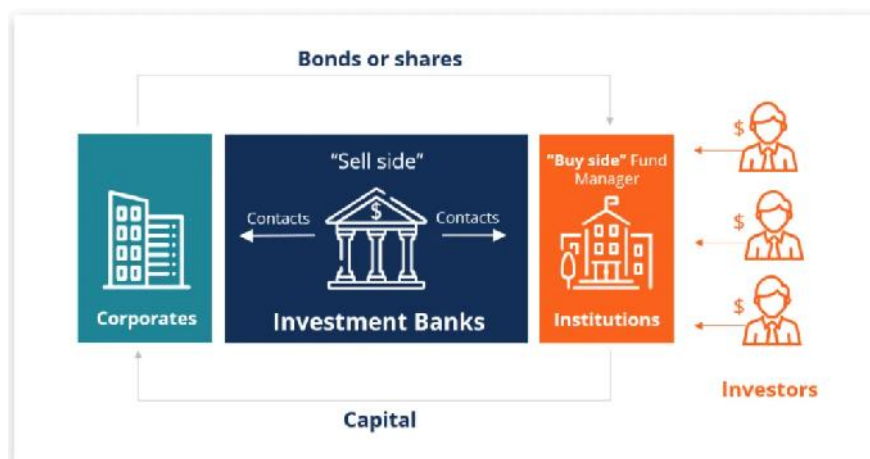 Bonds or shares
"Sell side"
Contacts
Contacts
Investment Banks
Corporates
"Buy side" Fund
Manager
Institutions
$
$
$
$
Investors
Capital